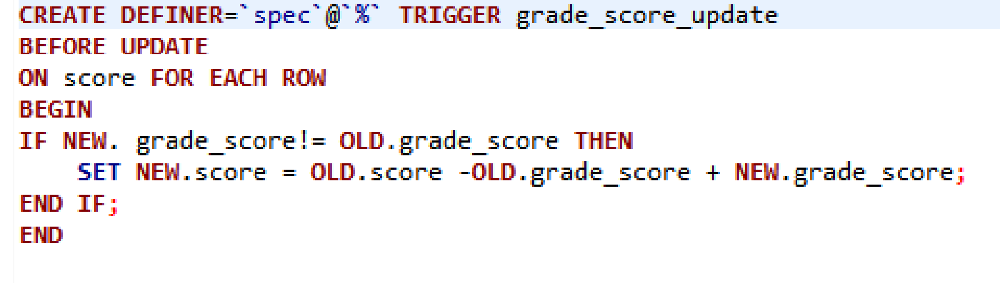 CREATE DEFINER=`spec`@`%` TRIGGER grade_score_update
BEFORE UPDATE
ON score FOR EACH ROW
BEGIN
IF NEW. grade_score!= OLD.grade_score THEN
    SET NEW.score = OLD.score -OLD.grade_score + NEW.grade_score;
END IF;
END